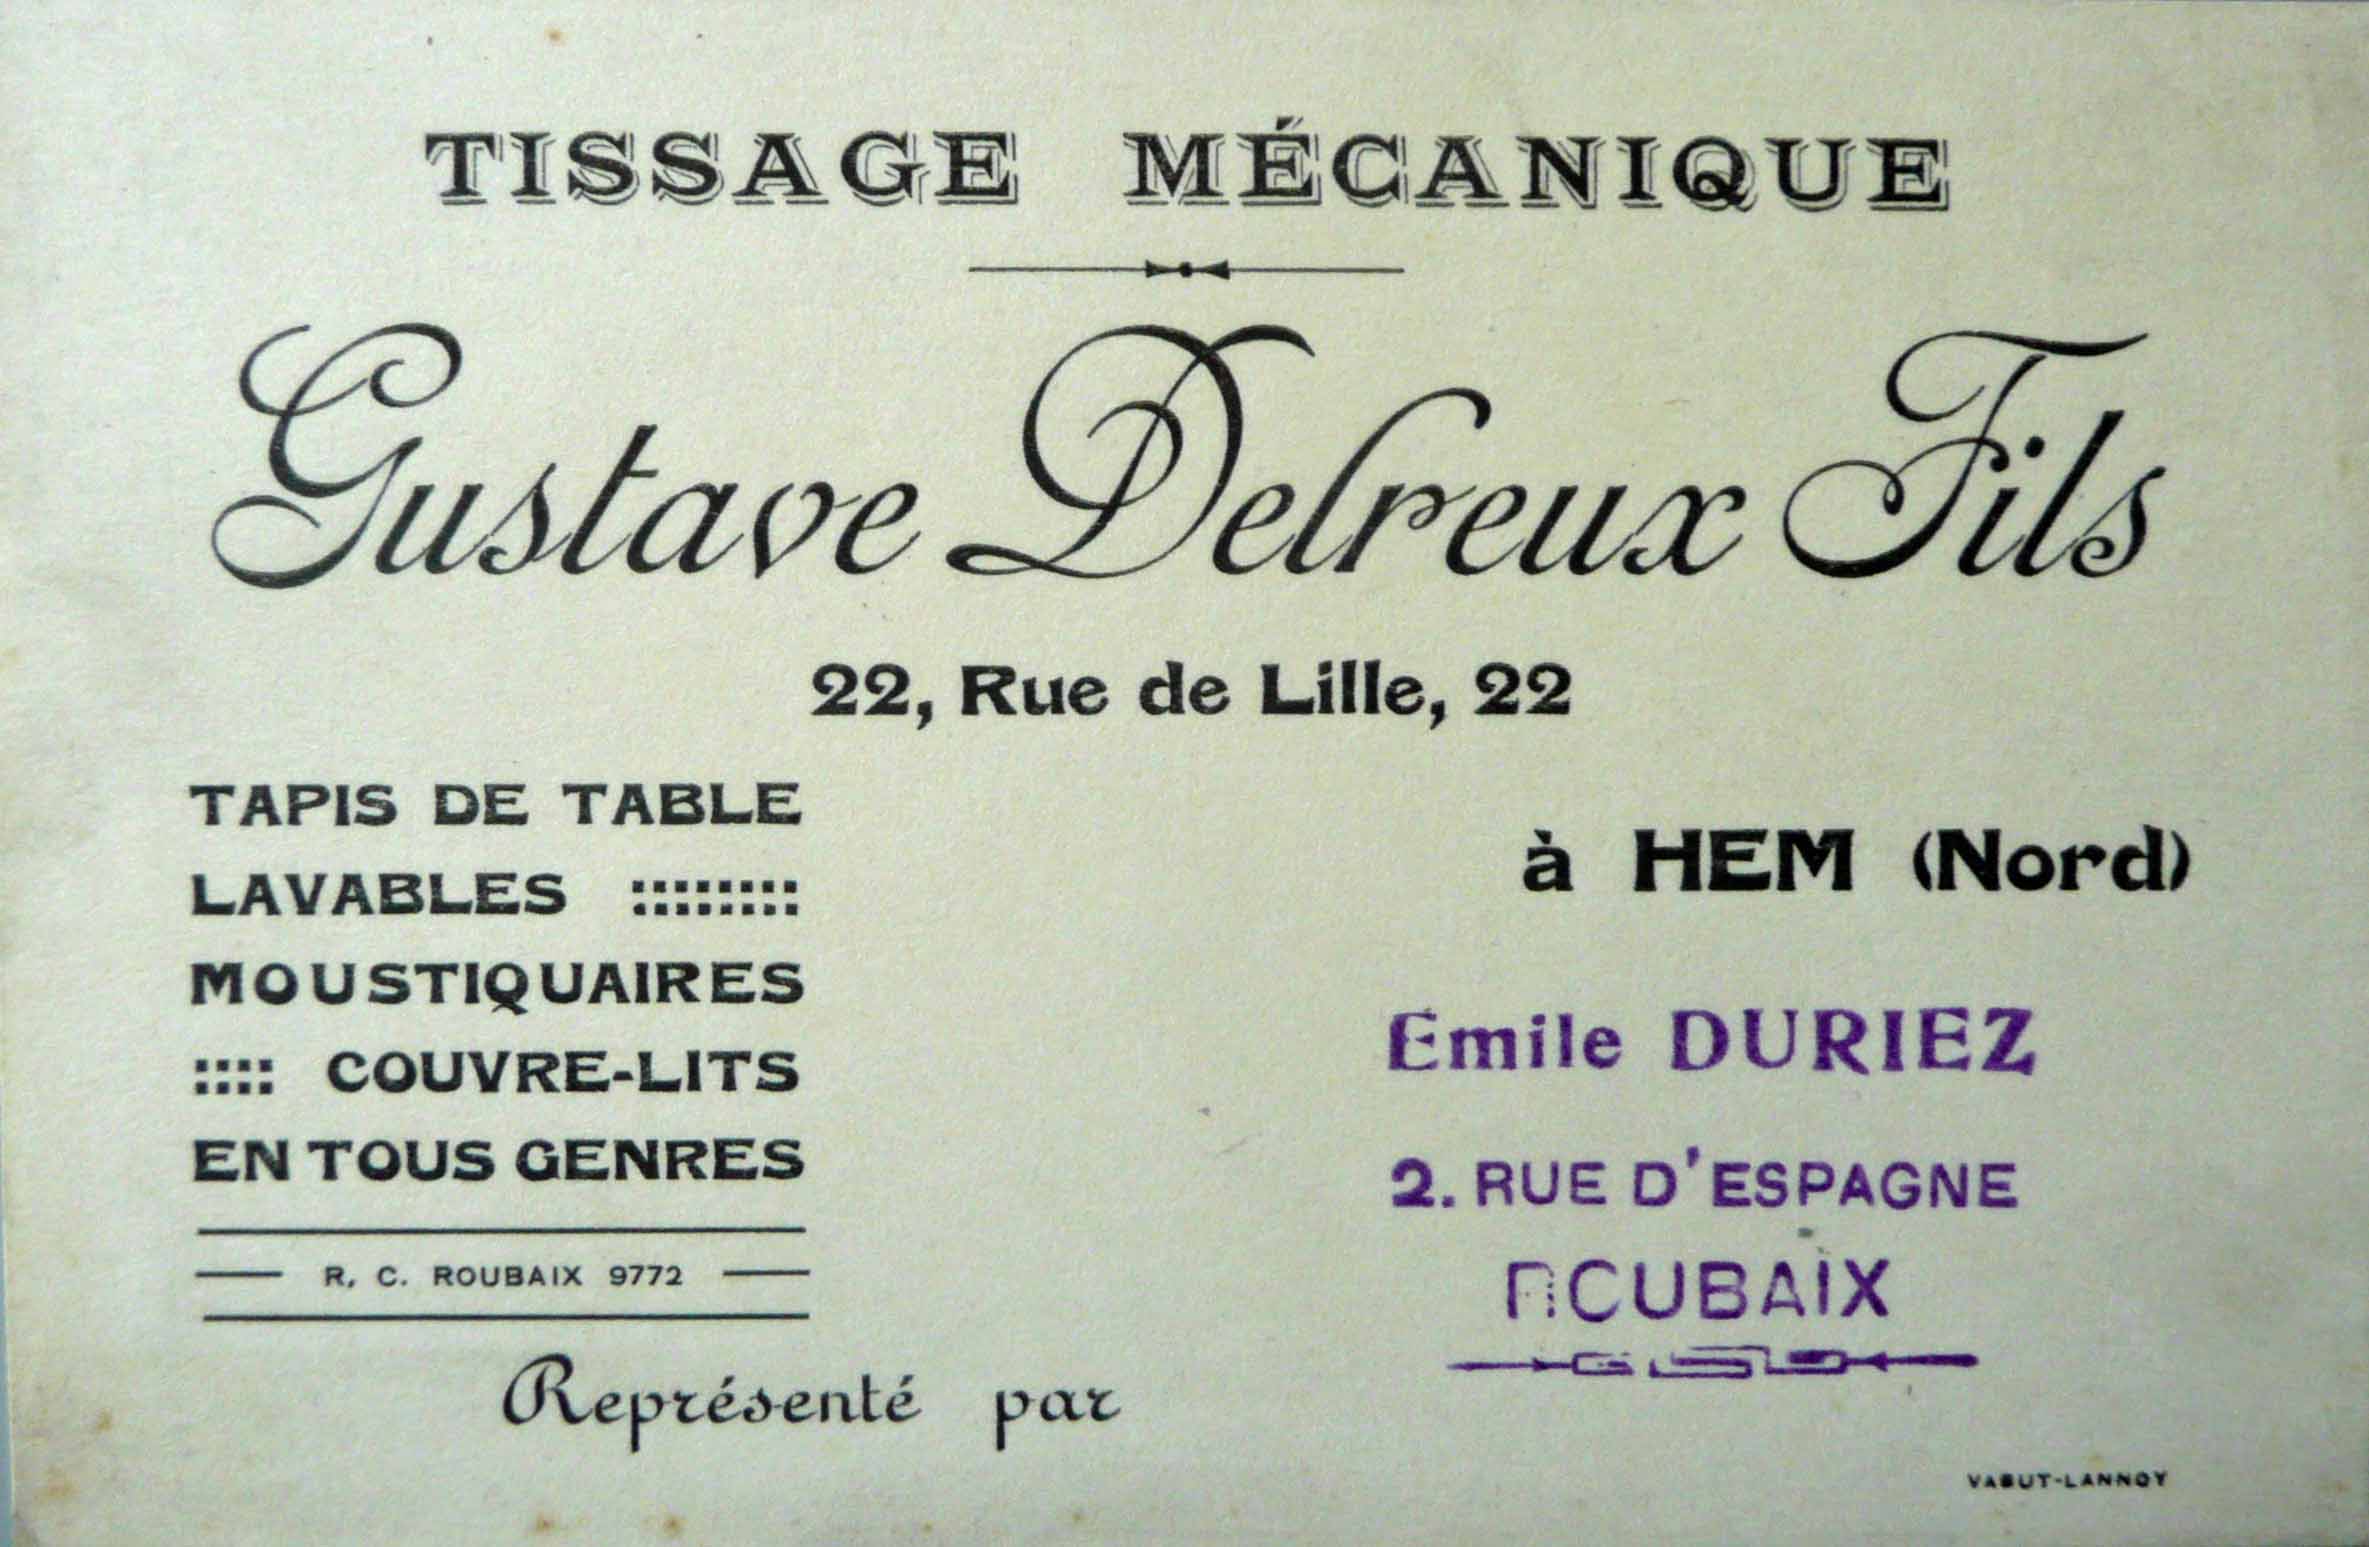 TISSAGE MÉCANIQUE
Gustave Delreux Fils
22, Rue de Lille, 22
TAPIS DE TABLE
LAVABLES ::::::::
MOUSTIQUAIRES
:::: COUVRE-LITS
EN TOUS GENRES
R. C. ROUBAIX 9772
Représenté par
à HEM (Nord)
Emile DURIEZ
2. RUE D'ESPAGNE
ROUBAIX
VABUT-LANNOY